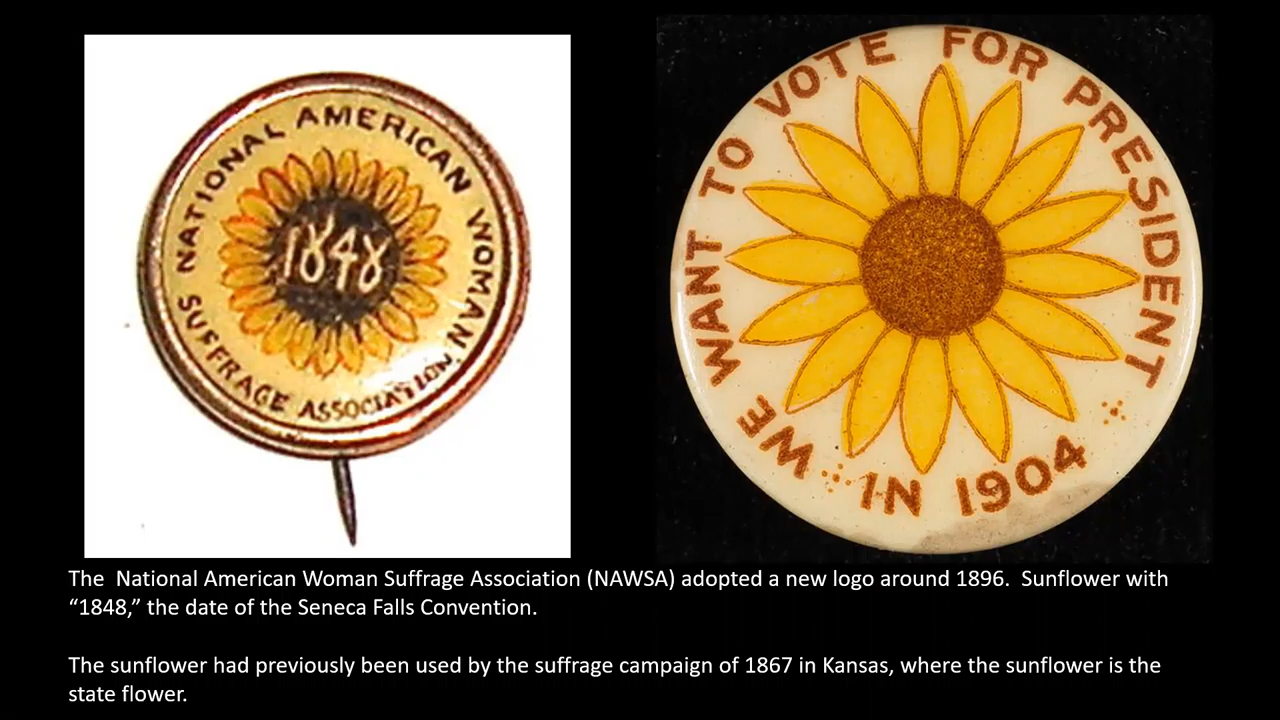 NATIONAL AMERICAN WOMAN
SUFFRAGE ASSOCIATION
1848
WE WANT TO VOTE FOR PRESIDENT
IN 1904
The National American Woman Suffrage Association (NAWSA) adopted a new logo around 1896. Sunflower with
“1848,” the date of the Seneca Falls Convention.
The sunflower had previously been used by the suffrage campaign of 1867 in Kansas, where the sunflower is the
state flower.